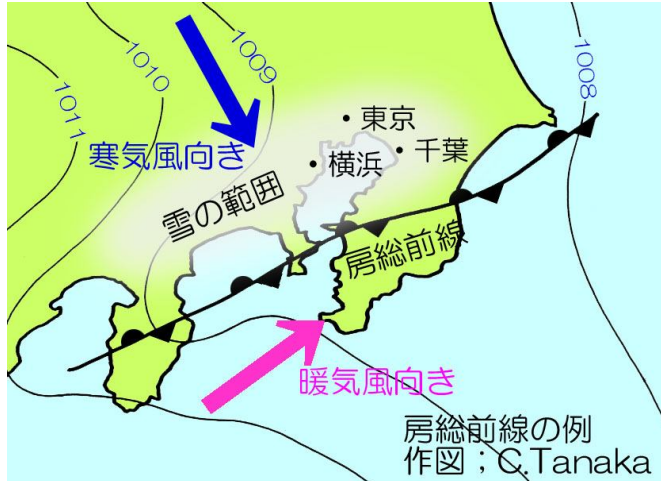 1009
1010
1011
1008
東京
千葉
横浜
寒気風向き
雪の範囲
房総前線
暖気風向き
房総前線の例
作図；C.Tanaka